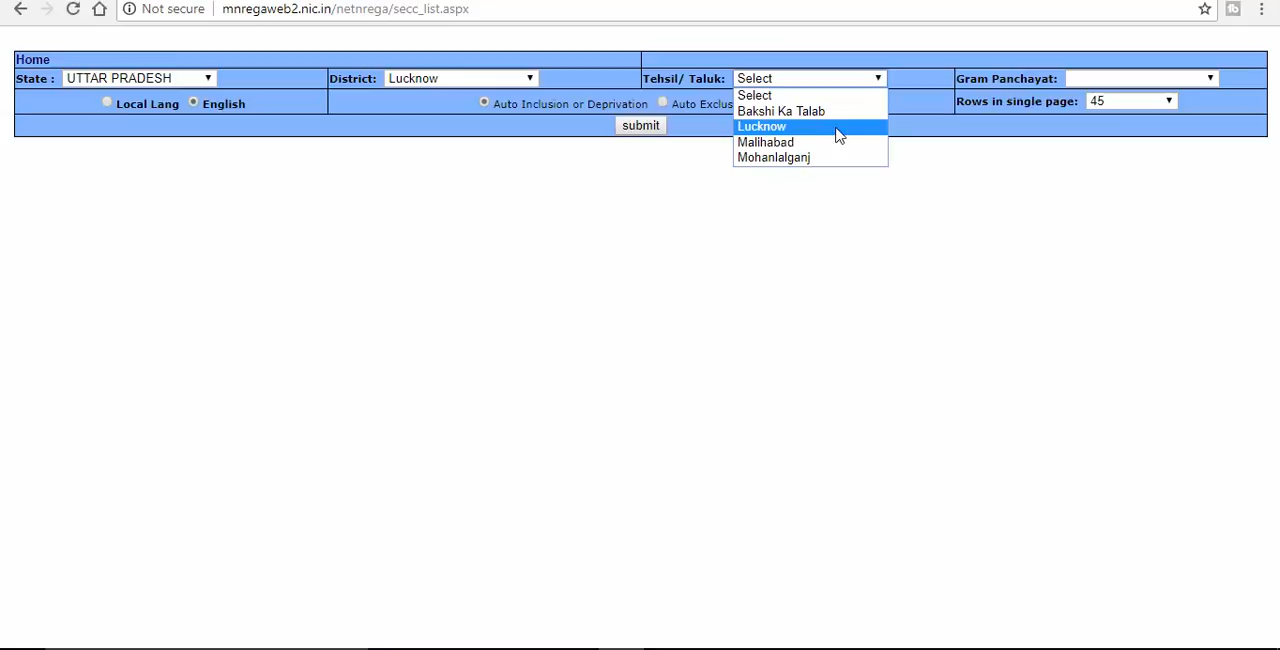 Not secure mnregaweb2.nic.in/netnrega/secc_list.aspx
Home
State : UTTAR PRADESH District: Lucknow Tehsil/ Taluk: Select Gram Panchayat:
Local Lang English Auto Inclusion or Deprivation Auto Exclus Rows in single page: 45
submit
Select
Bakshi Ka Talab
Lucknow
Malihabad
Mohanlalganj